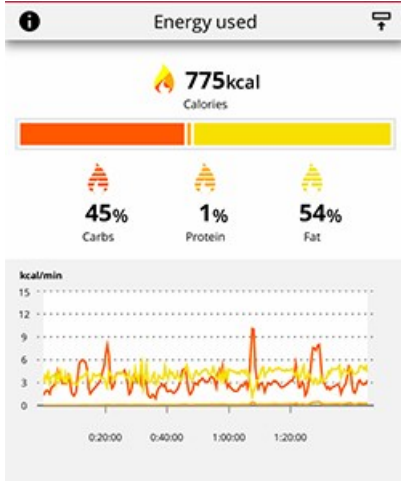 Energy used
775kcal
Calories
45% 1% 54%
Carbs Protein Fat
kcal/min
15
12
9
6
3
0
0:20:00 0:40:00 1:00:00 1:20:00